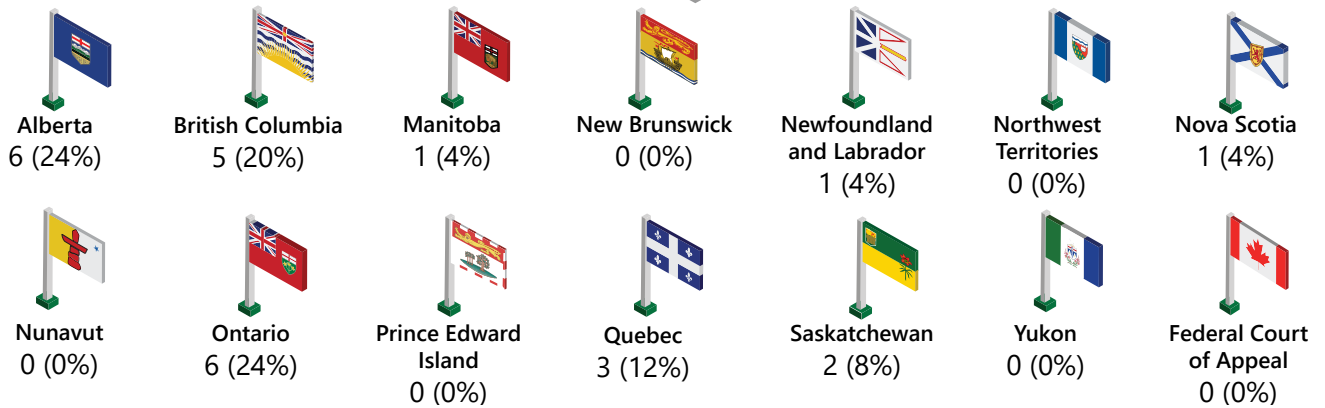 Alberta
6 (24%)
British Columbia
5 (20%)
Manitoba
1 (4%)
New Brunswick
0 (0%)
Newfoundland
and Labrador
1 (4%)
Northwest
Territories
0 (0%)
Nova Scotia
1 (4%)
Nunavut
0 (0%)
Ontario
6 (24%)
Prince Edward
Island
0 (0%)
Quebec
3 (12%)
Saskatchewan
2 (8%)
Yukon
0 (0%)
Federal Court
of Appeal
0 (0%)